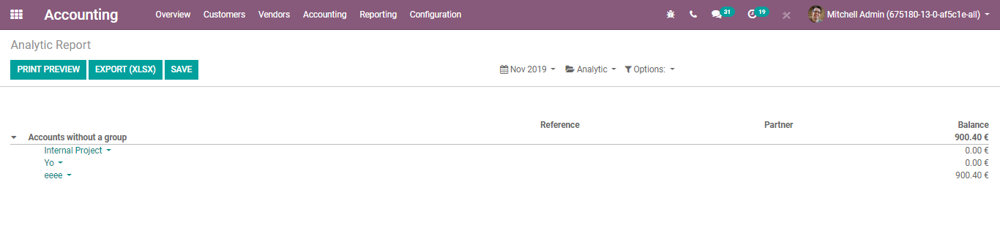 Accounting Overview Customers Vendors Accounting Reporting Configuration 31 19 Mitchell Admin (675180-13-0-af5c1e-all)
Analytic Report
PRINT PREVIEW EXPORT (XLSX) SAVE Nov 2019 Analytic Options:
Reference Partner Balance
Accounts without a group 900.40 €
Internal Project 0.00 €
Yo 0.00 €
eeee 900.40 €